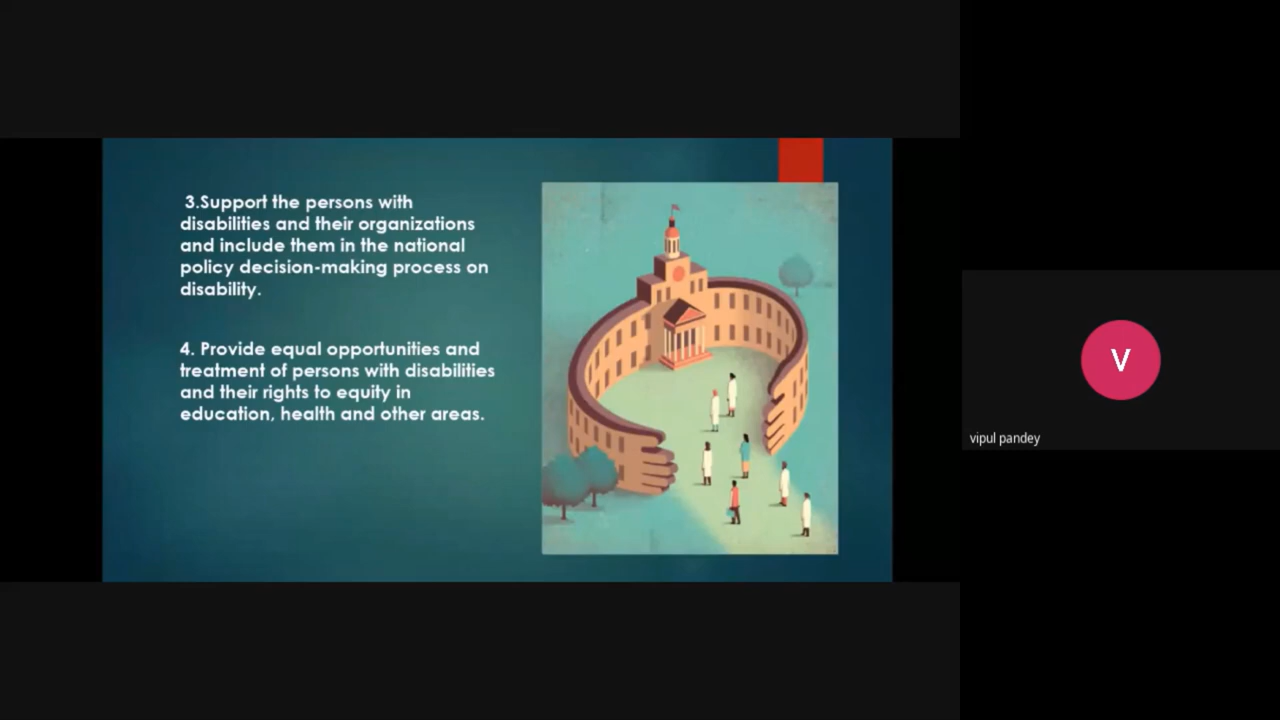 3.Support the persons with
disabilities and their organizations
and include them in the national
policy decision-making process on
disability.
4. Provide equal opportunities and
treatment of persons with disabilities
and their rights to equity in
education, health and other areas.
V
vipul pandey